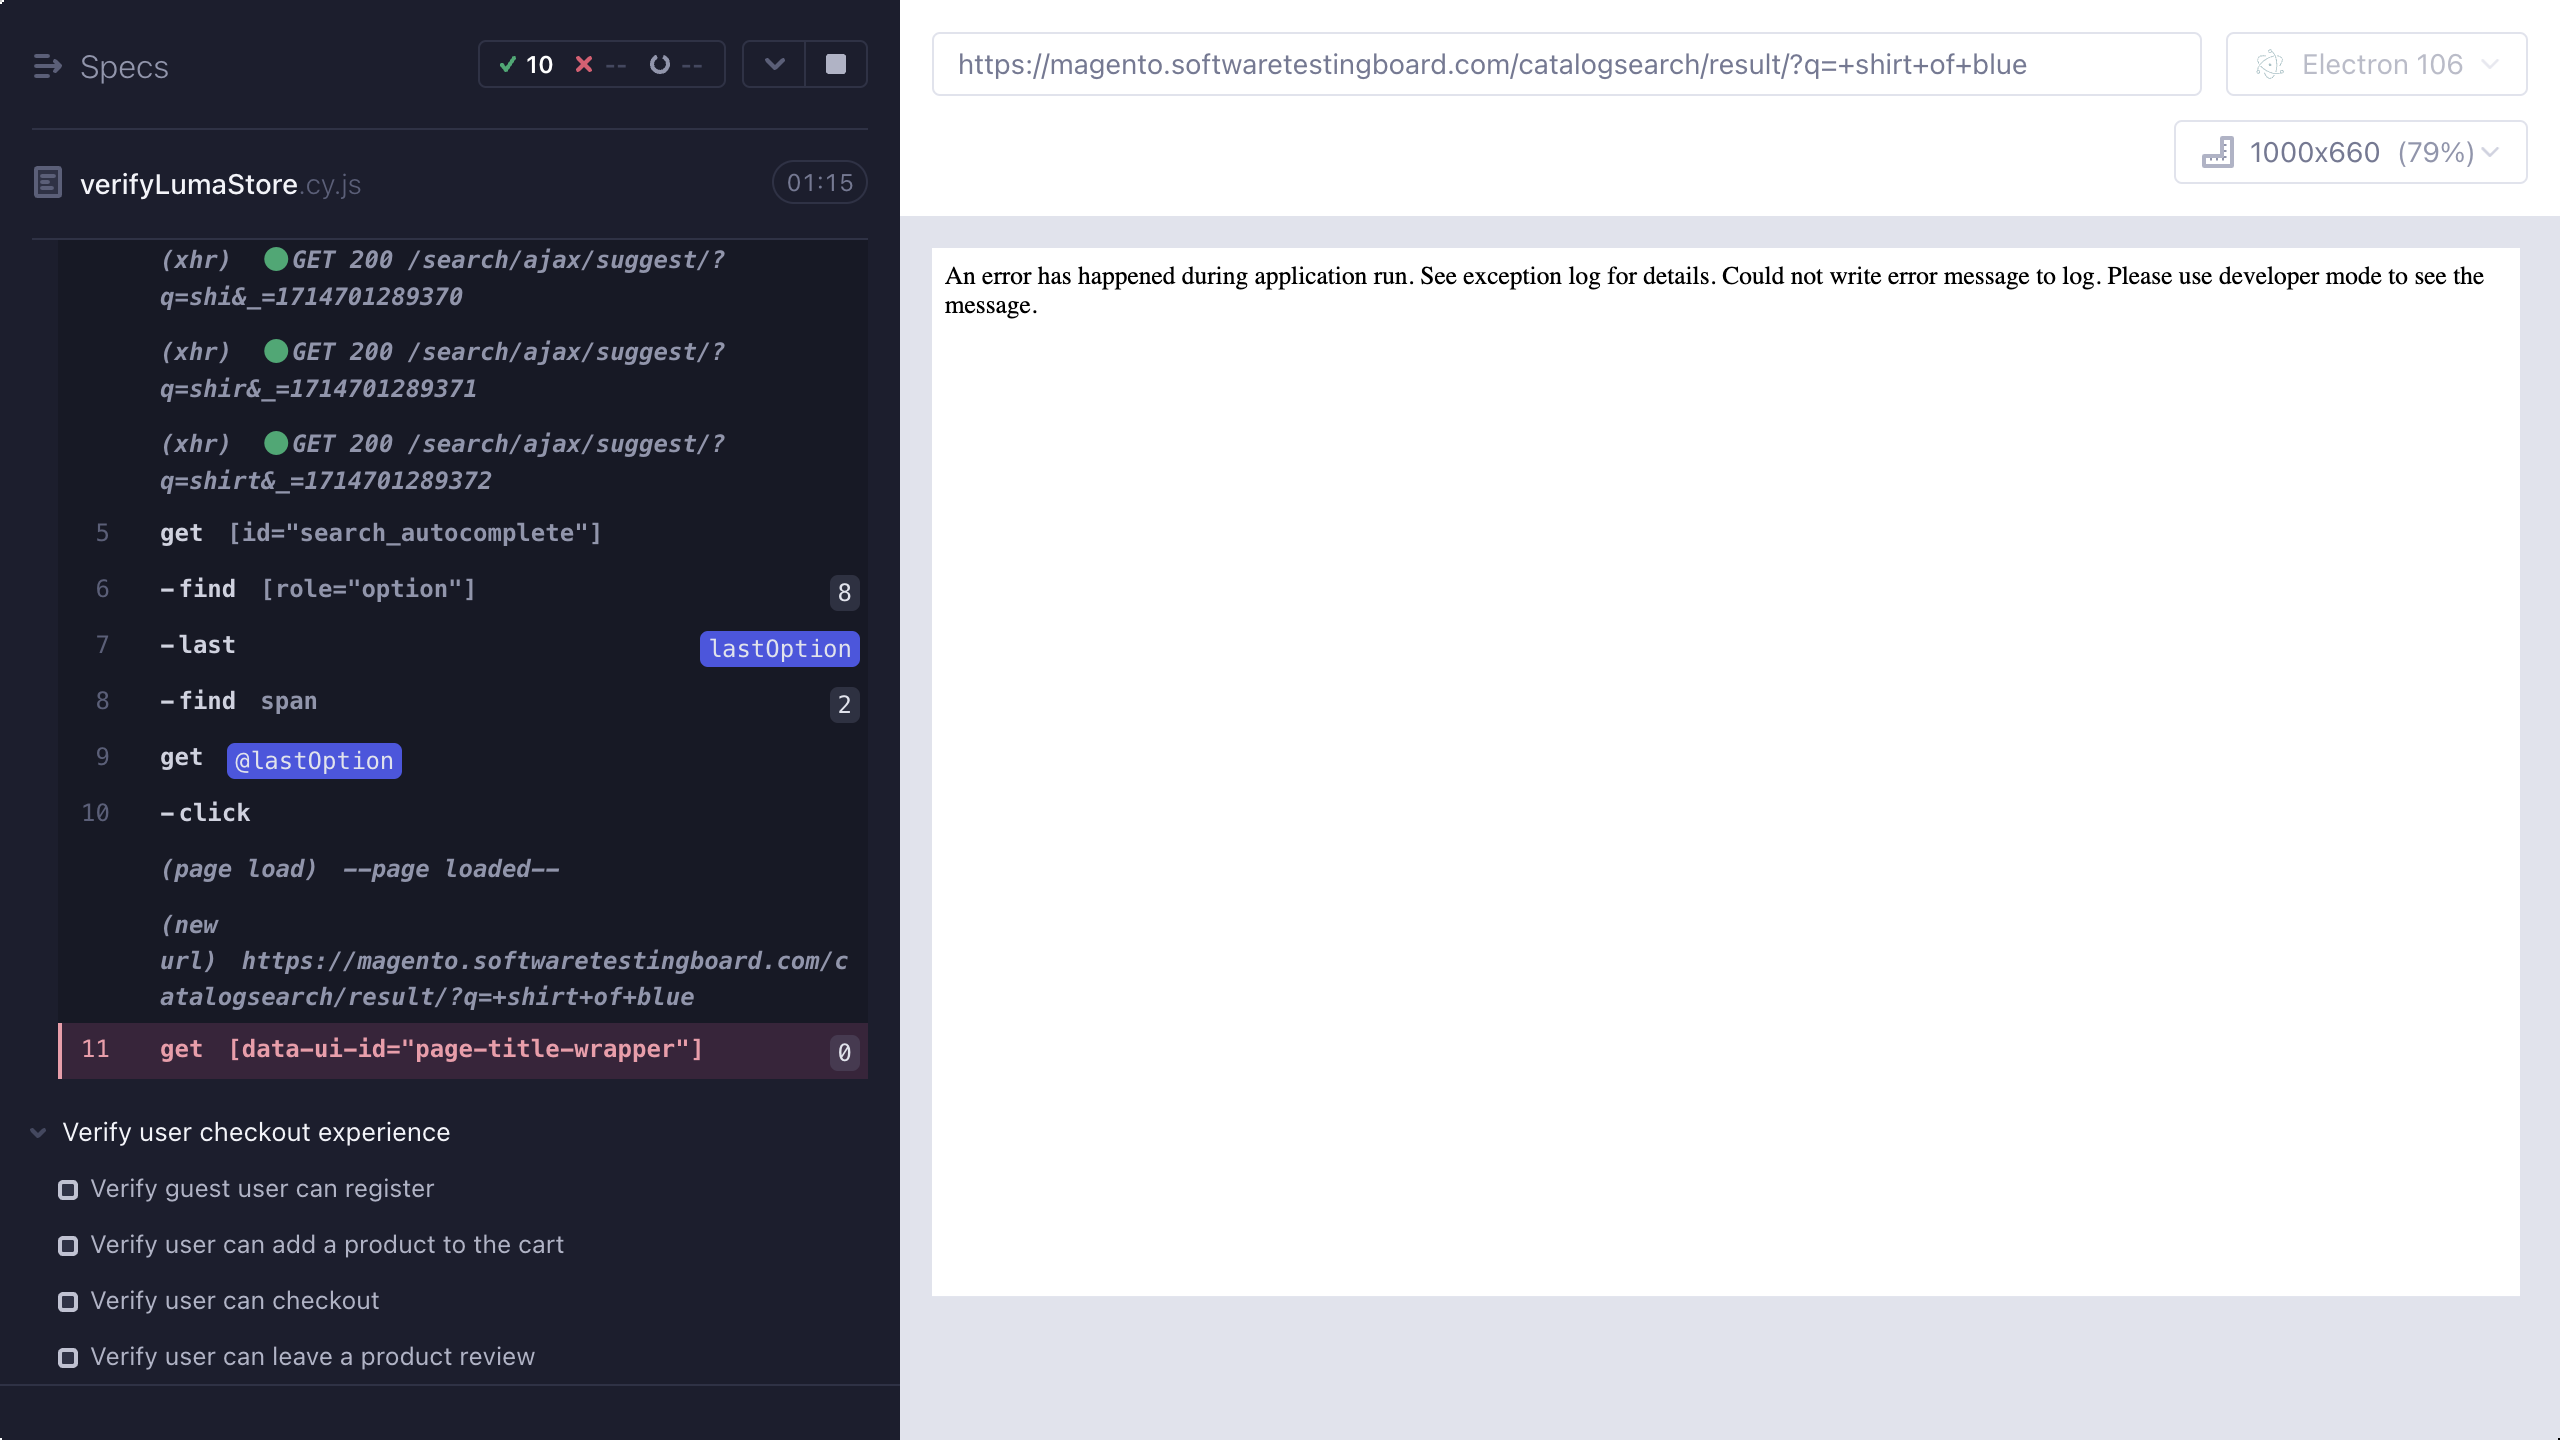 Specs
10 -- --
verifyLumaStore.cy.js 01:15
(xhr) GET 200 /search/ajax/suggest/?
q=shi&_=1714701289370
(xhr) GET 200 /search/ajax/suggest/?
q=shir&_=1714701289371
(xhr) GET 200 /search/ajax/suggest/?
q=shirt&_=1714701289372
5 get [id="search_autocomplete"]
6 -find [role="option"] 8
7 -last lastOption
8 -find span 2
9 get @lastOption
10 -click
(page load) --page loaded--
(new
url) https://magento.softwaretestingboard.com/c
atalogsearch/result/?q=+shirt+of+blue
11 get [data-ui-id="page-title-wrapper"] 0
Verify user checkout experience
Verify guest user can register
Verify user can add a product to the cart
Verify user can checkout
Verify user can leave a product review
https://magento.softwaretestingboard.com/catalogsearch/result/?q=+shirt+of+blue
Electron 106
1000x660 (79%)
An error has happened during application run. See exception log for details. Could not write error message to log. Please use developer mode to see the
message.